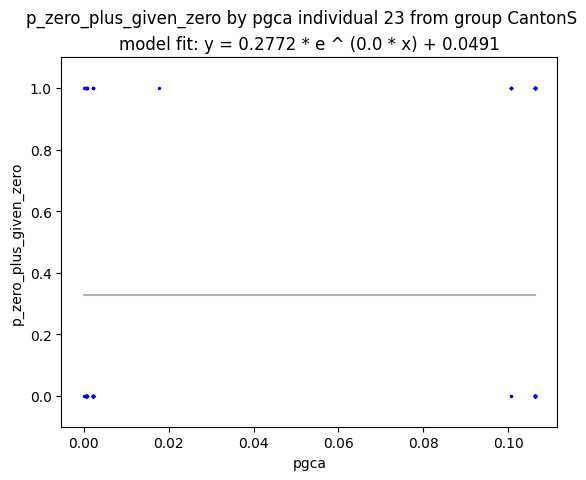 p_zero_plus_given_zero by pgca individual 23 from group CantonS
model fit: y = 0.2772 * e ^ (0.0 * x) + 0.0491
1.0
0.8
0.6
0.4
0.2
0.0
p_zero_plus_given_zero
0.00 0.02 0.04 0.06 0.08 0.10
pgca